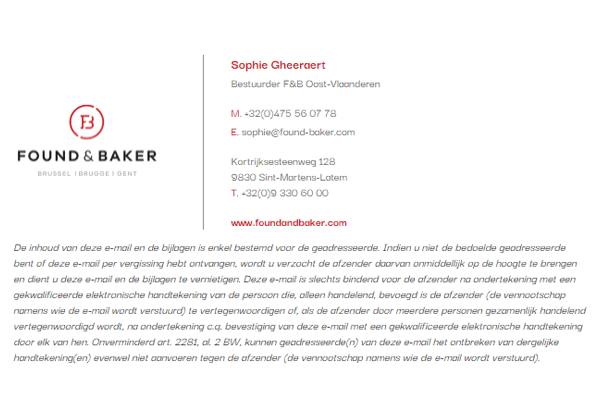 Sophie Gheeraert
Bestuurder F&B Oost-Vlaanderen
M. +32(0)475 56 07 78
E. sophie@found-baker.com
FB
FOUND & BAKER
BRUSSEL | BRUGGE | GENT
Kortrijksesteenweg 128
9830 Sint-Martens-Latem
T. +32(0)9 330 60 00
www.foundandbaker.com
De inhoud van deze e-mail en de bijlagen is enkel bestemd voor de geadresseerde. Indien u niet de bedoelde geadresseerde
bent of deze e-mail per vergissing hebt ontvangen, wordt u verzocht de afzender daarvan onmiddellijk op de hoogte te brengen
en dient u deze e-mail en de bijlagen te vernietigen. Deze e-mail is slechts bindend voor de afzender na ondertekening met een
gekwalificeerde elektronische handtekening van de persoon die, alleen handelend, bevoegd is de afzender (de vennootschap
namens wie de e-mail wordt verstuurd) te vertegenwoordigen of, als de afzender door meerdere personen gezamenlijk handelend
vertegenwoordigd wordt, na ondertekening c.q. bevestiging van deze e-mail met een gekwalificeerde elektronische handtekening
door elk van hen. Onverminderd art. 2281, al. 2 BW, kunnen geadresseerde(n) van deze e-mail het ontbreken van dergelijke
handtekening(en) evenwel niet aanvoeren tegen de afzender (de vennootschap namens wie de e-mail wordt verstuurd).